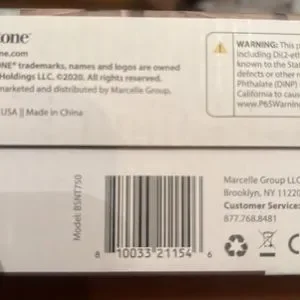 one
ne.com
NE® trademarks, names and logos are owned
Holdings LLC. ©2020. All rights reserved.
marketed and distributed by Marcelle Group,
USA || Made in China
WARNING: This p
including Di(2-eth
known to the Stat
defects or other r
Phthalate (DiNP)
California to caus
www.P65Warnin
Model: BSNT750
8 10033 21154 6
Marcelle Group LLC
Brooklyn, NY 11220
Customer Service:
877.768.8481